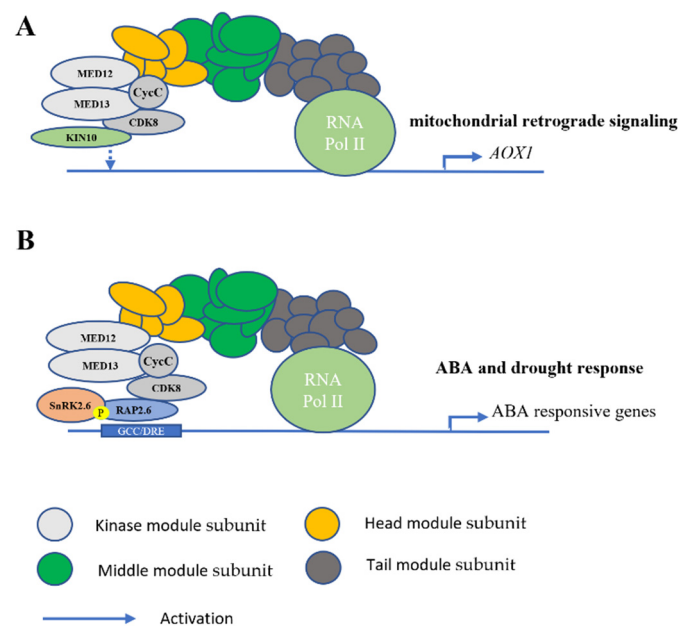 A
MED12
CycC
MED13
CDK8
KIN10
RNA
Pol II
mitochondrial retrograde signaling
AOX1
B
MED12
CycC
MED13
CDK8
SnRK2.6
P
RAP2.6
GCC/DRE
RNA
Pol II
ABA and drought response
ABA responsive genes
Kinase module subunit
Head module subunit
Middle module subunit
Tail module subunit
Activation